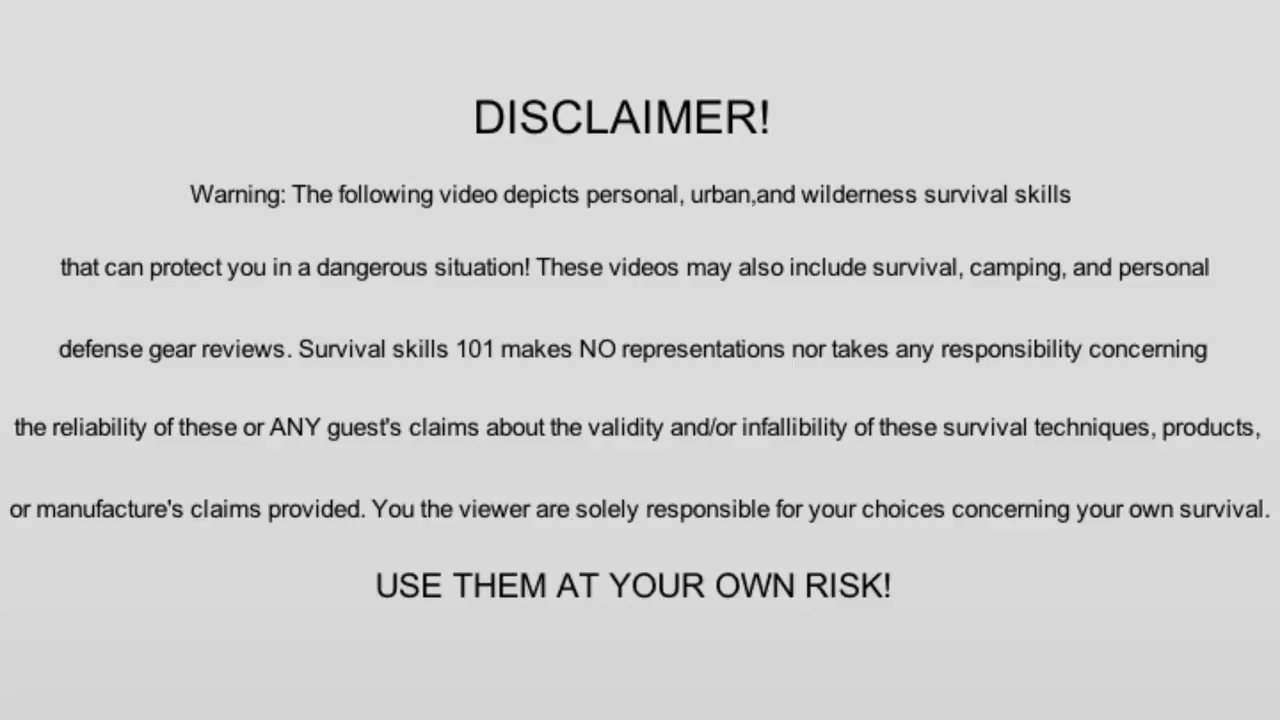 DISCLAIMER!
Warning: The following video depicts personal, urban,and wilderness survival skills
that can protect you in a dangerous situation! These videos may also include survival, camping, and personal
defense gear reviews. Survival skills 101 makes NO representations nor takes any responsibility concerning
the reliability of these or ANY guest's claims about the validity and/or infallibility of these survival techniques, products,
or manufacture's claims provided. You the viewer are solely responsible for your choices concerning your own survival.
USE THEM AT YOUR OWN RISK!